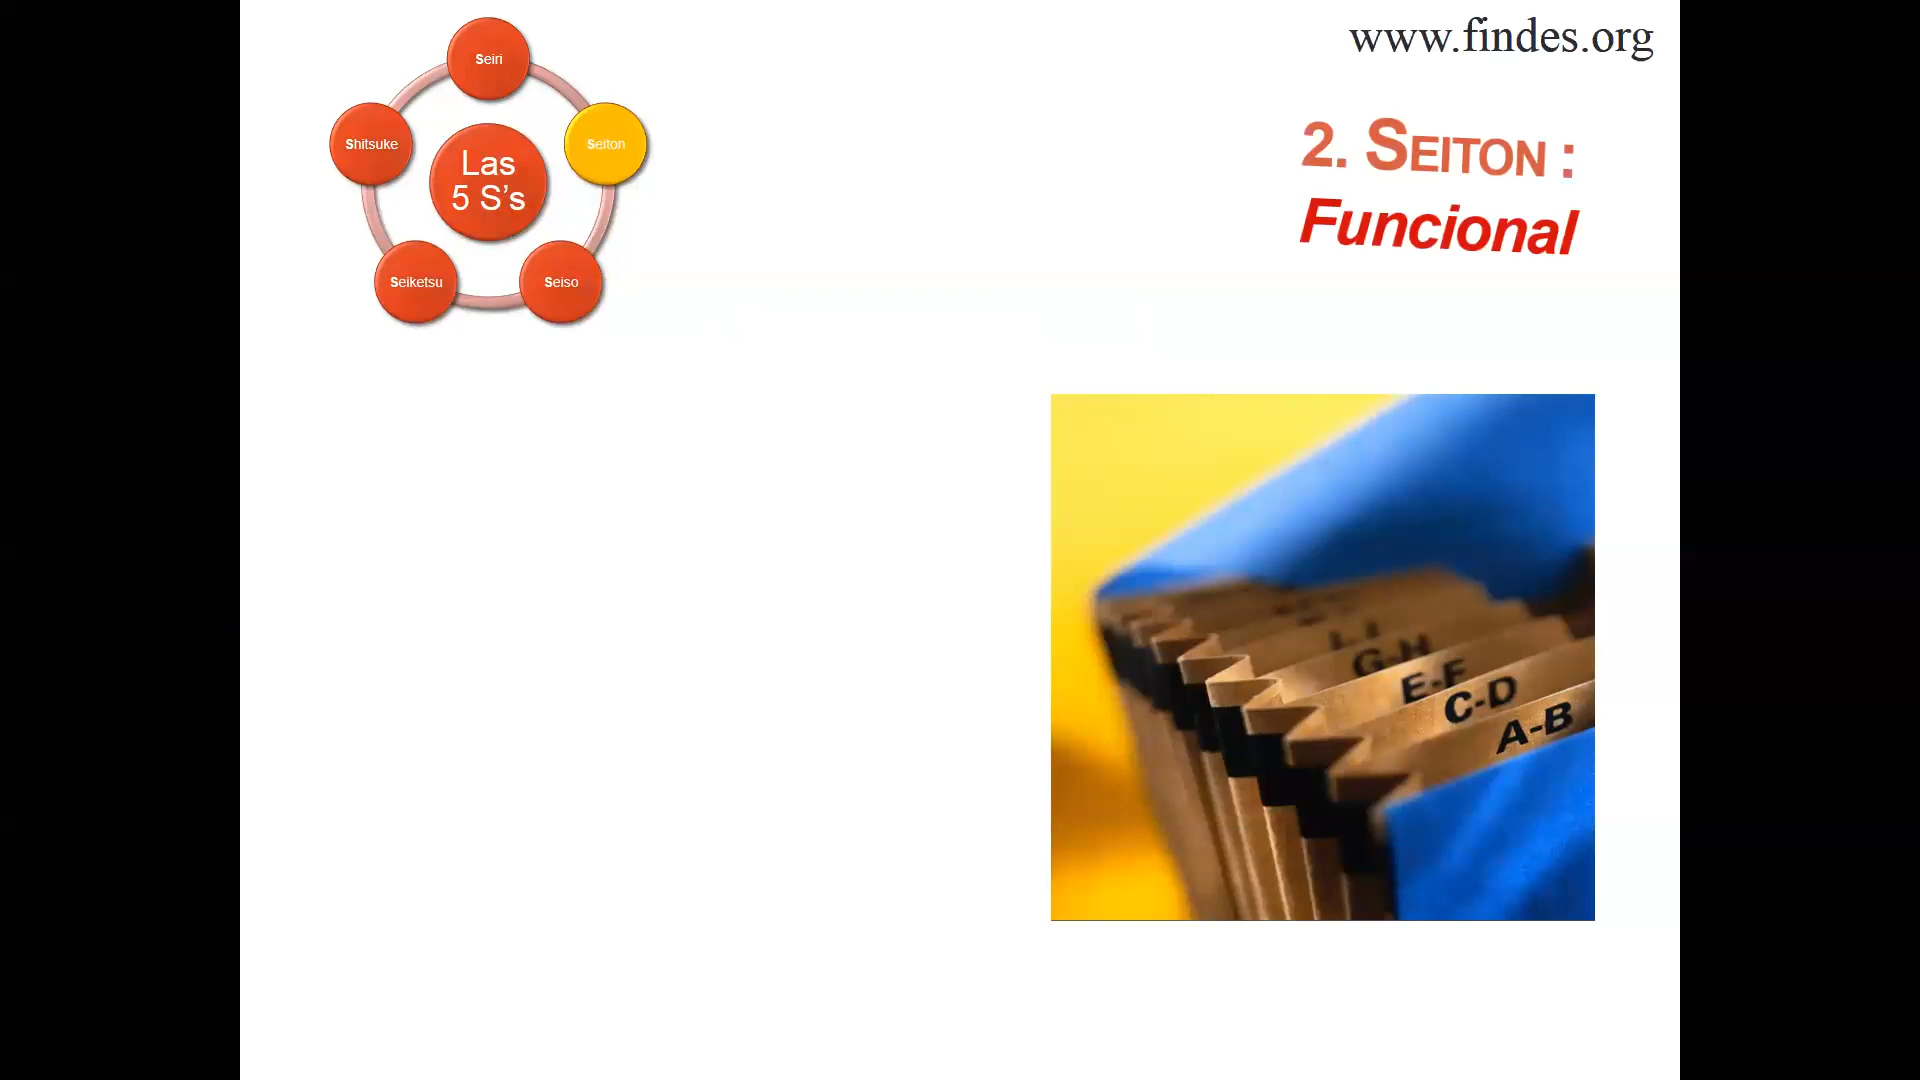 www.findes.org
Seiri
Shitsuke
Seiton
Las
5 S’s
Seiketsu
Seiso
2. SEITON :
Funcional
G-H
E-F
C-D
A-B